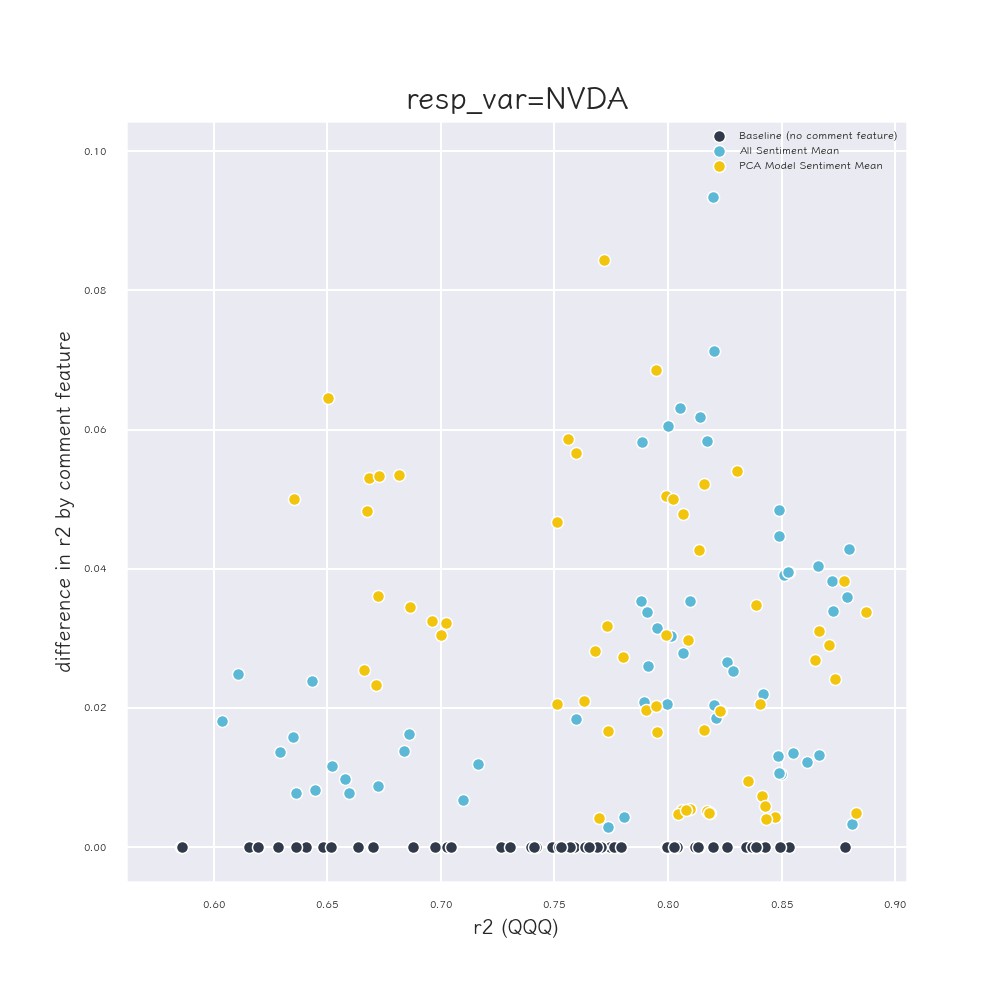 resp_var=NVDA
Baseline (no comment feature)
All Sentiment Mean
PCA Model Sentiment Mean
0.10
0.08
0.06
0.04
0.02
0.00
difference in r2 by comment feature
0.60 0.65 0.70 0.75 0.80 0.85 0.90
r2 (QQQ)